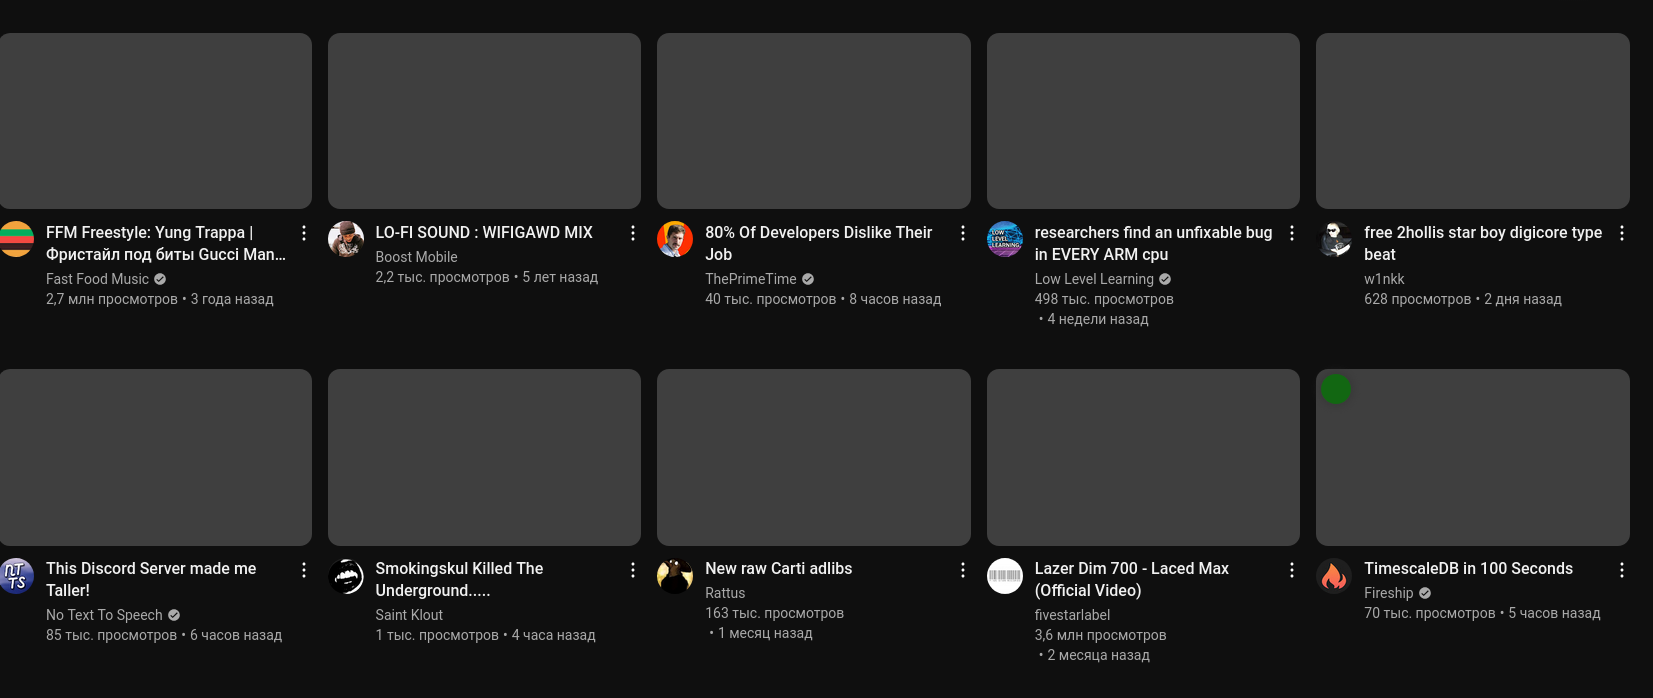 FFM Freestyle: Yung Trappa |
Фристайл под биты Gucci Man...
Fast Food Music
2,7 млн просмотров • 3 года назад
LO-FI SOUND : WIFIGAWD MIX
Boost Mobile
2,2 тыс. просмотров • 5 лет назад
80% Of Developers Dislike Their
Job
ThePrimeTime
40 тыс. просмотров • 8 часов назад
LOW
LEVEL
LEARNING
researchers find an unfixable bug
in EVERY ARM cpu
Low Level Learning
498 тыс. просмотров
• 4 недели назад
free 2hollis star boy digicore type
beat
w1nkk
628 просмотров • 2 дня назад
nT
TS
This Discord Server made me
Taller!
No Text To Speech
85 тыс. просмотров • 6 часов назад
Smokingskul Killed The
Underground.....
Saint Klout
1 тыс. просмотров • 4 часа назад
New raw Carti adlibs
Rattus
163 тыс. просмотров
• 1 месяц назад
Lazer Dim 700 - Laced Max
(Official Video)
fivestarlabel
3,6 млн просмотров
• 2 месяца назад
TimescaleDB in 100 Seconds
Fireship
70 тыс. просмотров • 5 часов назад